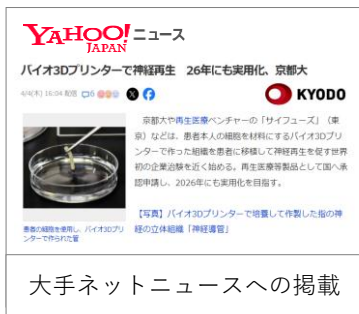 YAHOO! ニュース
JAPAN
バイオ3Dプリンターで神経再生 26年にも実用化、京都大
4/4(木) 16:04 配信 6
KYODO
京都大や再生医療ベンチャーの「サイフューズ」（東
京）などは、患者本人の細胞を材料にするバイオ3Dプリ
ンターで作った組織を患者に移植して神経再生を促す世界
初の企業治験を近く始める。再生医療等製品として国へ承
認申請し、2026年にも実用化を目指す。
【写真】バイオ3Dプリンターで培養して作製した指の神
経の立体組織「神経導管」
患者の細胞を使用し、バイオ3Dプリ
ンターで作られた管
大手ネットニュースへの掲載